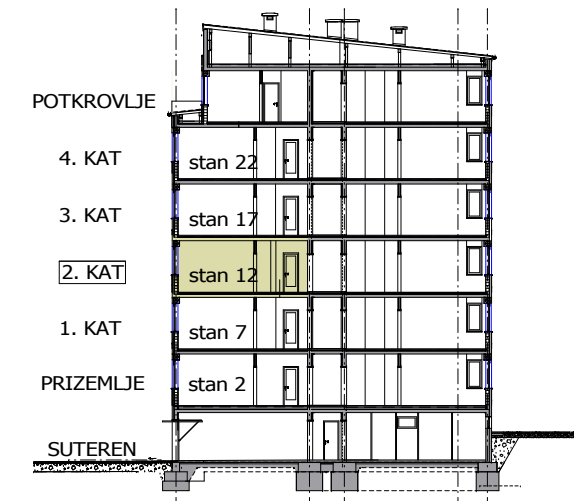 POTKROVLJE
4. KAT stan 22
3. KAT stan 17
2. KAT stan 12
1. KAT stan 7
PRIZEMLJE stan 2
SUTEREN